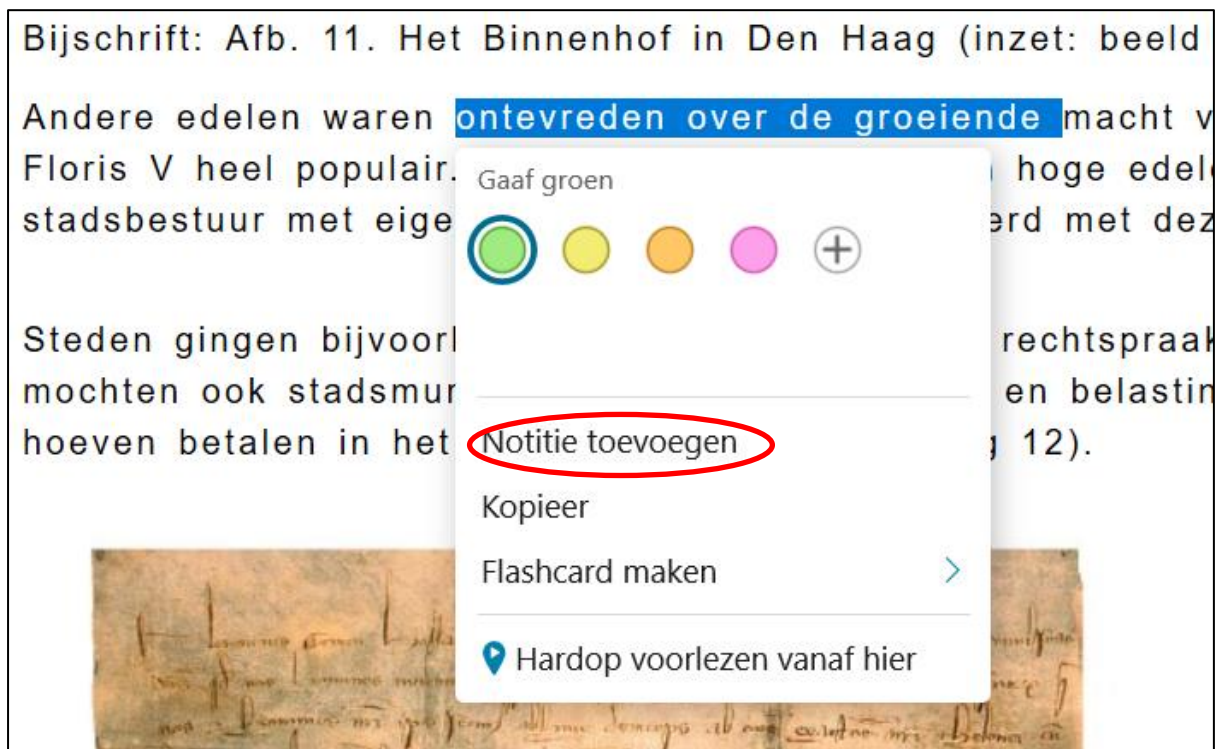 Bijschrift: Afb. 11. Het Binnenhof in Den Haag (inzet: beeld
Andere edelen waren ontevreden over de groeiende macht v
Floris V heel populair. hoge edel
stadsbestuur met eige erd met dez
Gaaf groen
Steden gingen bijvoor rechtspraak
mochten ook stadsmur en belastin
hoeven betalen in het 12).
Notitie toevoegen
Kopieer
Flashcard maken
Hardop voorlezen vanaf hier